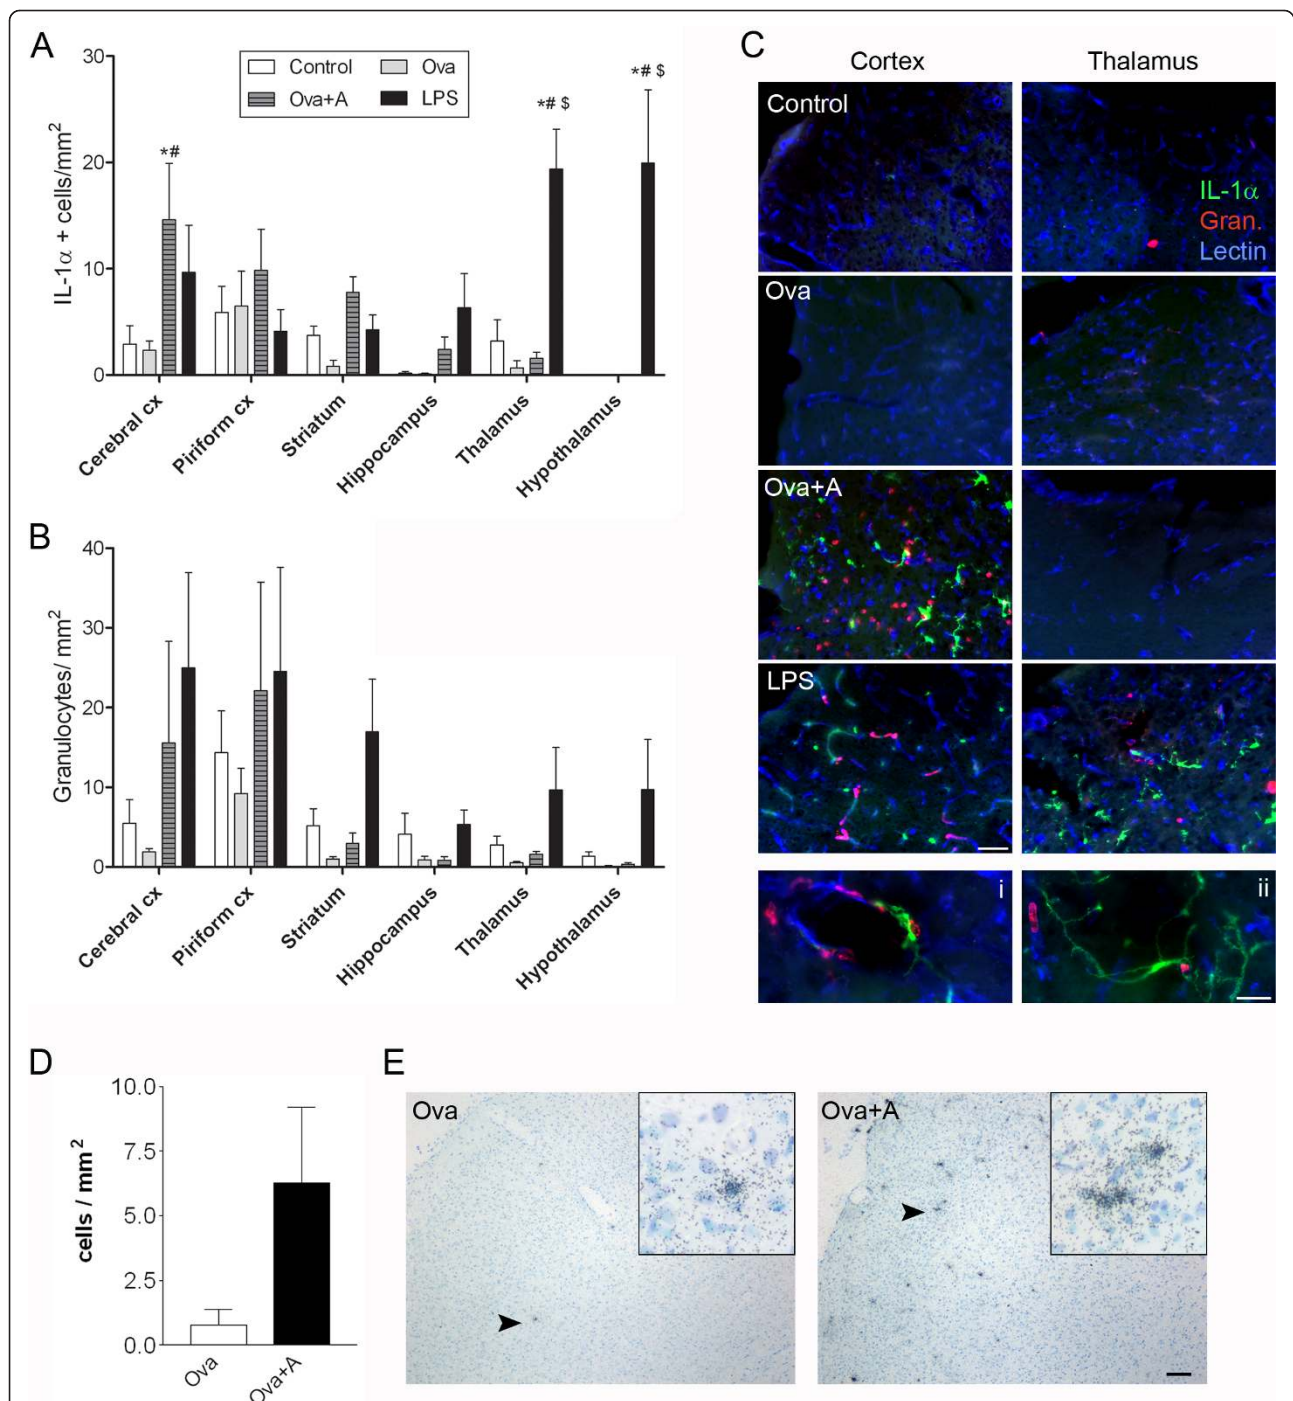 A
30
20
10
0
IL-1α + cells/mm²
Control
Ova
Ova+A
LPS
*#
*# $
*# $
Cerebral cx
Piriform cx
Striatum
Hippocampus
Thalamus
Hypothalamus
B
40
30
20
10
0
Granulocytes/ mm²
Cerebral cx
Piriform cx
Striatum
Hippocampus
Thalamus
Hypothalamus
C
Cortex
Thalamus
Control
IL-1α
Gran.
Lectin
Ova
Ova+A
LPS
i
ii
D
10.0
7.5
5.0
2.5
0.0
cells / mm²
Ova
Ova+A
E
Ova
Ova+A